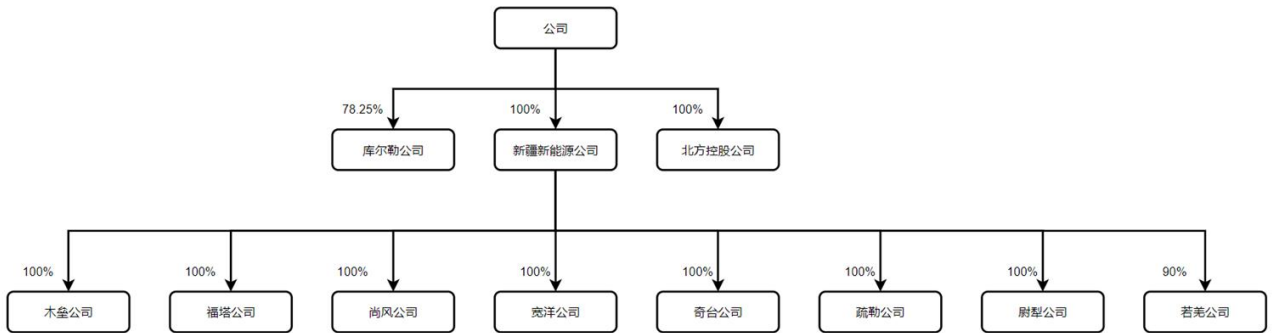 公司
78.25%
100%
100%
库尔勒公司
新疆新能源公司
北方控股公司
100%
100%
100%
100%
100%
100%
100%
90%
木垒公司
福塔公司
尚风公司
宽洋公司
奇台公司
疏勒公司
尉犁公司
若羌公司